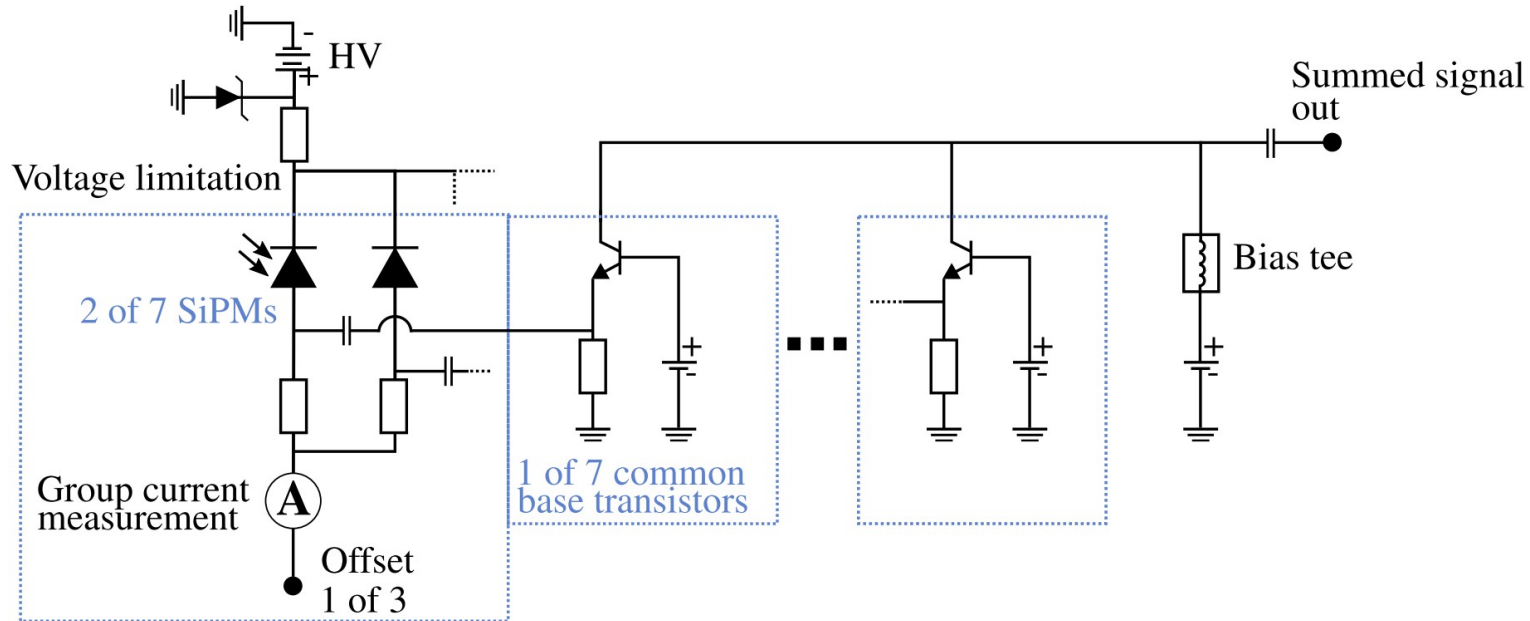 -
HV
+
Summed signal
out
Voltage limitation
2 of 7 SiPMs
Bias tee
+
-
+
-
+
-
1 of 7 common
base transistors
Group current
measurement
A
Offset
1 of 3